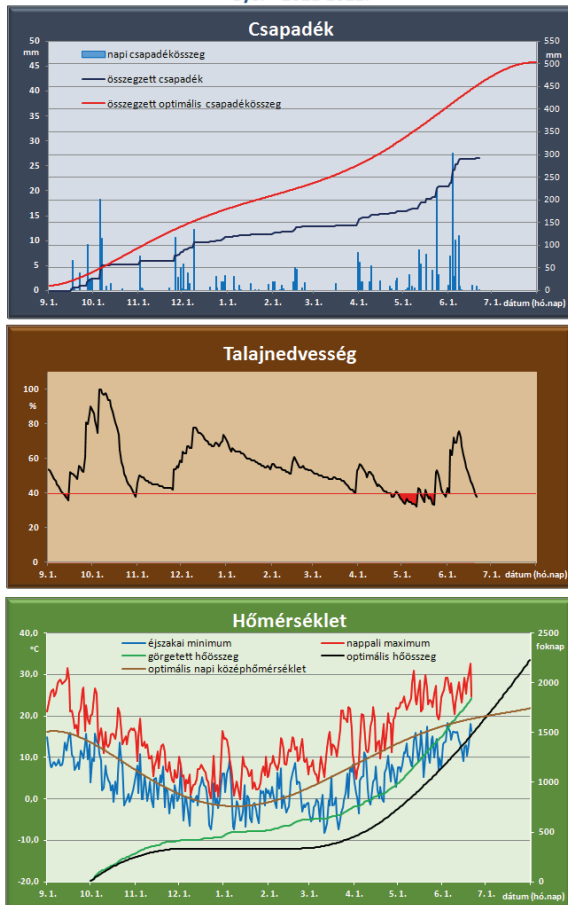 Csapadék
50 550
mm mm
45 500
40 450
35 400
30 350
25 300
20 250
15 200
10 150
5 100
0 50
0
napi csapadékösszeg
összegzett csapadék
összegzett optimális csapadékösszeg
9. 1. 10. 1. 11. 1. 12. 1. 1. 1. 2. 1. 3. 1. 4. 1. 5. 1. 6. 1. 7. 1. dátum (hó.nap)
Talajnedvesség
100
%
80
60
40
20
0
9. 1. 10. 1. 11. 1. 12. 1. 1. 1. 2. 1. 3. 1. 4. 1. 5. 1. 6. 1. 7. 1. dátum (hó.nap)
Hőmérséklet
40,0 2500
°C foknap
30,0 2000
20,0 1500
10,0 1000
0,0 500
-10,0 0
-20,0
éjszakai minimum nappali maximum
görgetett hőösszeg optimális hőösszeg
optimális napi középhőmérséklet
9. 1. 10. 1. 11. 1. 12. 1. 1. 1. 2. 1. 3. 1. 4. 1. 5. 1. 6. 1. 7. 1. dátum (hó.nap)